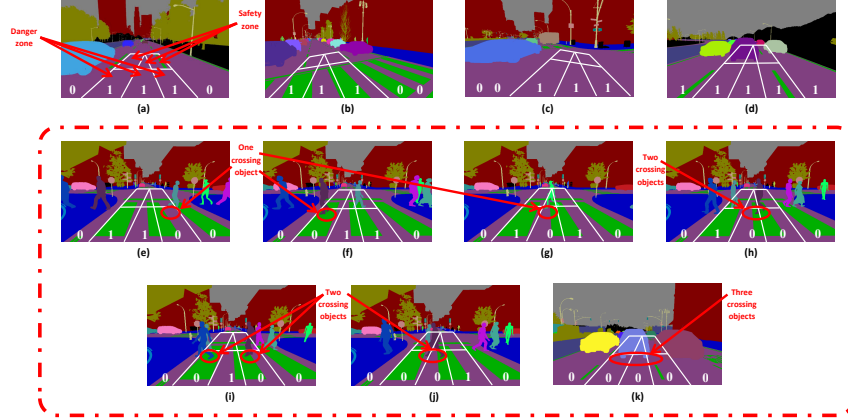 Danger
zone
Safety
zone
0 1 1 1 0
1 1 1 0 0
0 0 1 1 1
1 1 1 1 1
(a)
(b)
(c)
(d)
One
crossing
object
Two
crossing
objects
0 0 1 0 0
0 0 1 1 0
0 1 0 1 0
0 1 0 0 0
(e)
(f)
(g)
(h)
Two
crossing
objects
Three
crossing
objects
0 0 1 0 0
0 0 0 1 0
0 0 0 0 0
(i)
(j)
(k)